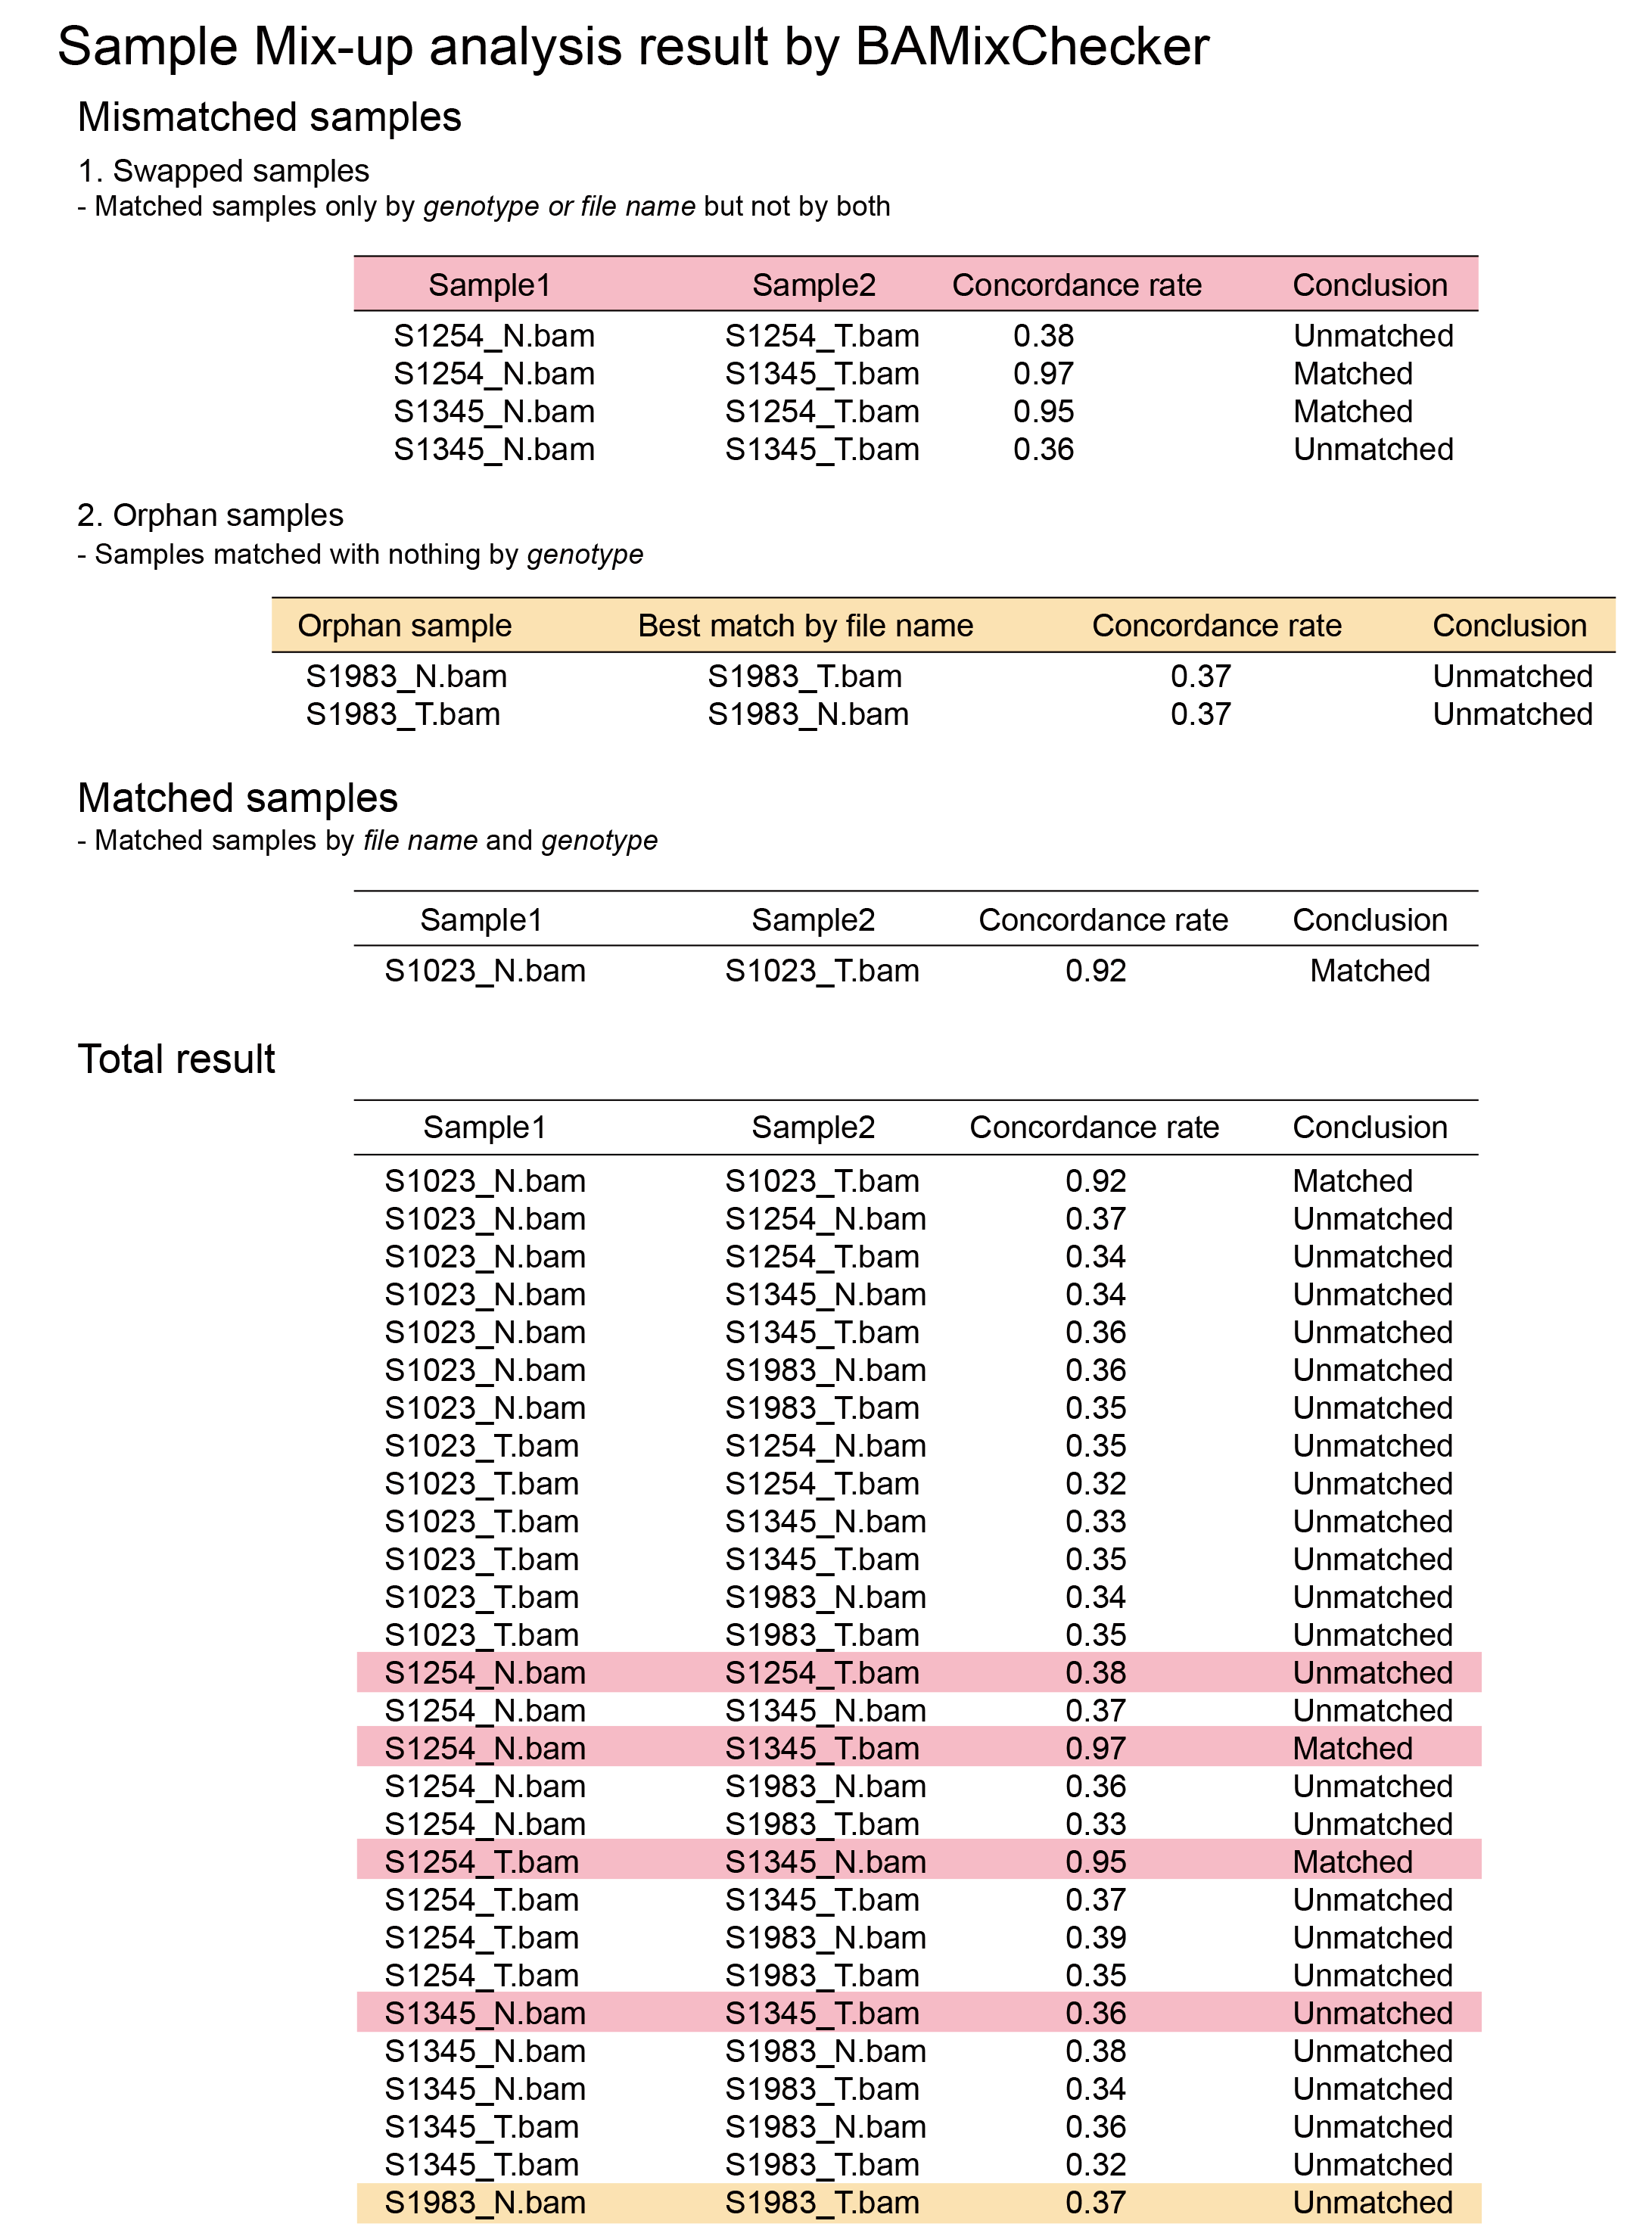 Sample Mix-up analysis result by BAMixChecker
Mismatched samples
1. Swapped samples
- Matched samples only by genotype or file name but not by both
Sample1 Sample2 Concordance rate Conclusion
S1254_N.bam S1254_T.bam 0.38 Unmatched
S1254_N.bam S1345_T.bam 0.97 Matched
S1345_N.bam S1254_T.bam 0.95 Matched
S1345_N.bam S1345_T.bam 0.36 Unmatched
2. Orphan samples
- Samples matched with nothing by genotype
Orphan sample Best match by file name Concordance rate Conclusion
S1983_N.bam S1983_T.bam 0.37 Unmatched
S1983_T.bam S1983_N.bam 0.37 Unmatched
Matched samples
- Matched samples by file name and genotype
Sample1 Sample2 Concordance rate Conclusion
S1023_N.bam S1023_T.bam 0.92 Matched
Total result
Sample1 Sample2 Concordance rate Conclusion
S1023_N.bam S1023_T.bam 0.92 Matched
S1023_N.bam S1254_N.bam 0.37 Unmatched
S1023_N.bam S1254_T.bam 0.34 Unmatched
S1023_N.bam S1345_N.bam 0.34 Unmatched
S1023_N.bam S1345_T.bam 0.36 Unmatched
S1023_N.bam S1983_N.bam 0.36 Unmatched
S1023_N.bam S1983_T.bam 0.35 Unmatched
S1023_T.bam S1254_N.bam 0.35 Unmatched
S1023_T.bam S1254_T.bam 0.32 Unmatched
S1023_T.bam S1345_N.bam 0.33 Unmatched
S1023_T.bam S1345_T.bam 0.35 Unmatched
S1023_T.bam S1983_N.bam 0.34 Unmatched
S1023_T.bam S1983_T.bam 0.35 Unmatched
S1254_N.bam S1254_T.bam 0.38 Unmatched
S1254_N.bam S1345_N.bam 0.37 Unmatched
S1254_N.bam S1345_T.bam 0.97 Matched
S1254_N.bam S1983_N.bam 0.36 Unmatched
S1254_N.bam S1983_T.bam 0.33 Unmatched
S1254_T.bam S1345_N.bam 0.95 Matched
S1254_T.bam S1345_T.bam 0.37 Unmatched
S1254_T.bam S1983_N.bam 0.39 Unmatched
S1254_T.bam S1983_T.bam 0.35 Unmatched
S1345_N.bam S1345_T.bam 0.36 Unmatched
S1345_N.bam S1983_N.bam 0.38 Unmatched
S1345_N.bam S1983_T.bam 0.34 Unmatched
S1345_T.bam S1983_N.bam 0.36 Unmatched
S1345_T.bam S1983_T.bam 0.32 Unmatched
S1983_N.bam S1983_T.bam 0.37 Unmatched